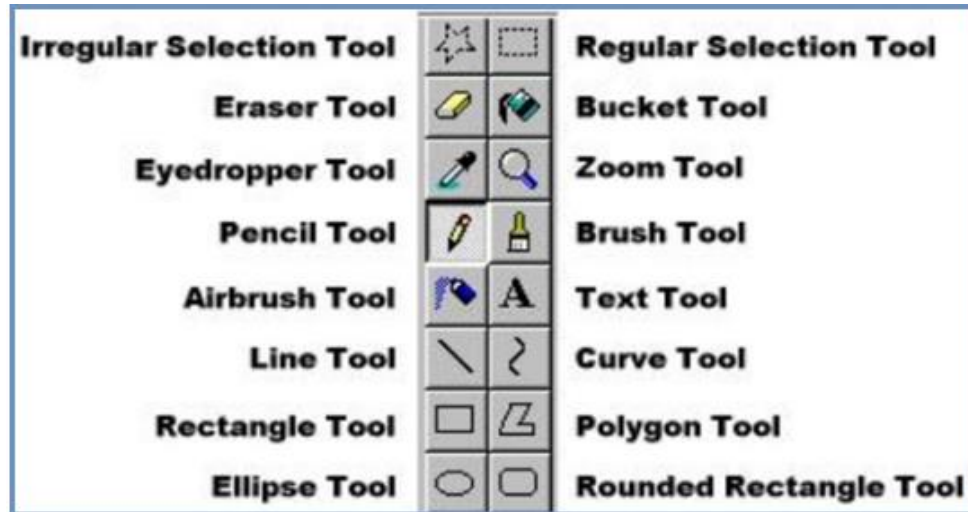 Irregular Selection Tool Regular Selection Tool
Eraser Tool A Bucket Tool
Eyedropper Tool Zoom Tool
Pencil Tool Brush Tool
Airbrush Tool A Text Tool
Line Tool Curve Tool
Rectangle Tool Polygon Tool
Ellipse Tool Rounded Rectangle Tool